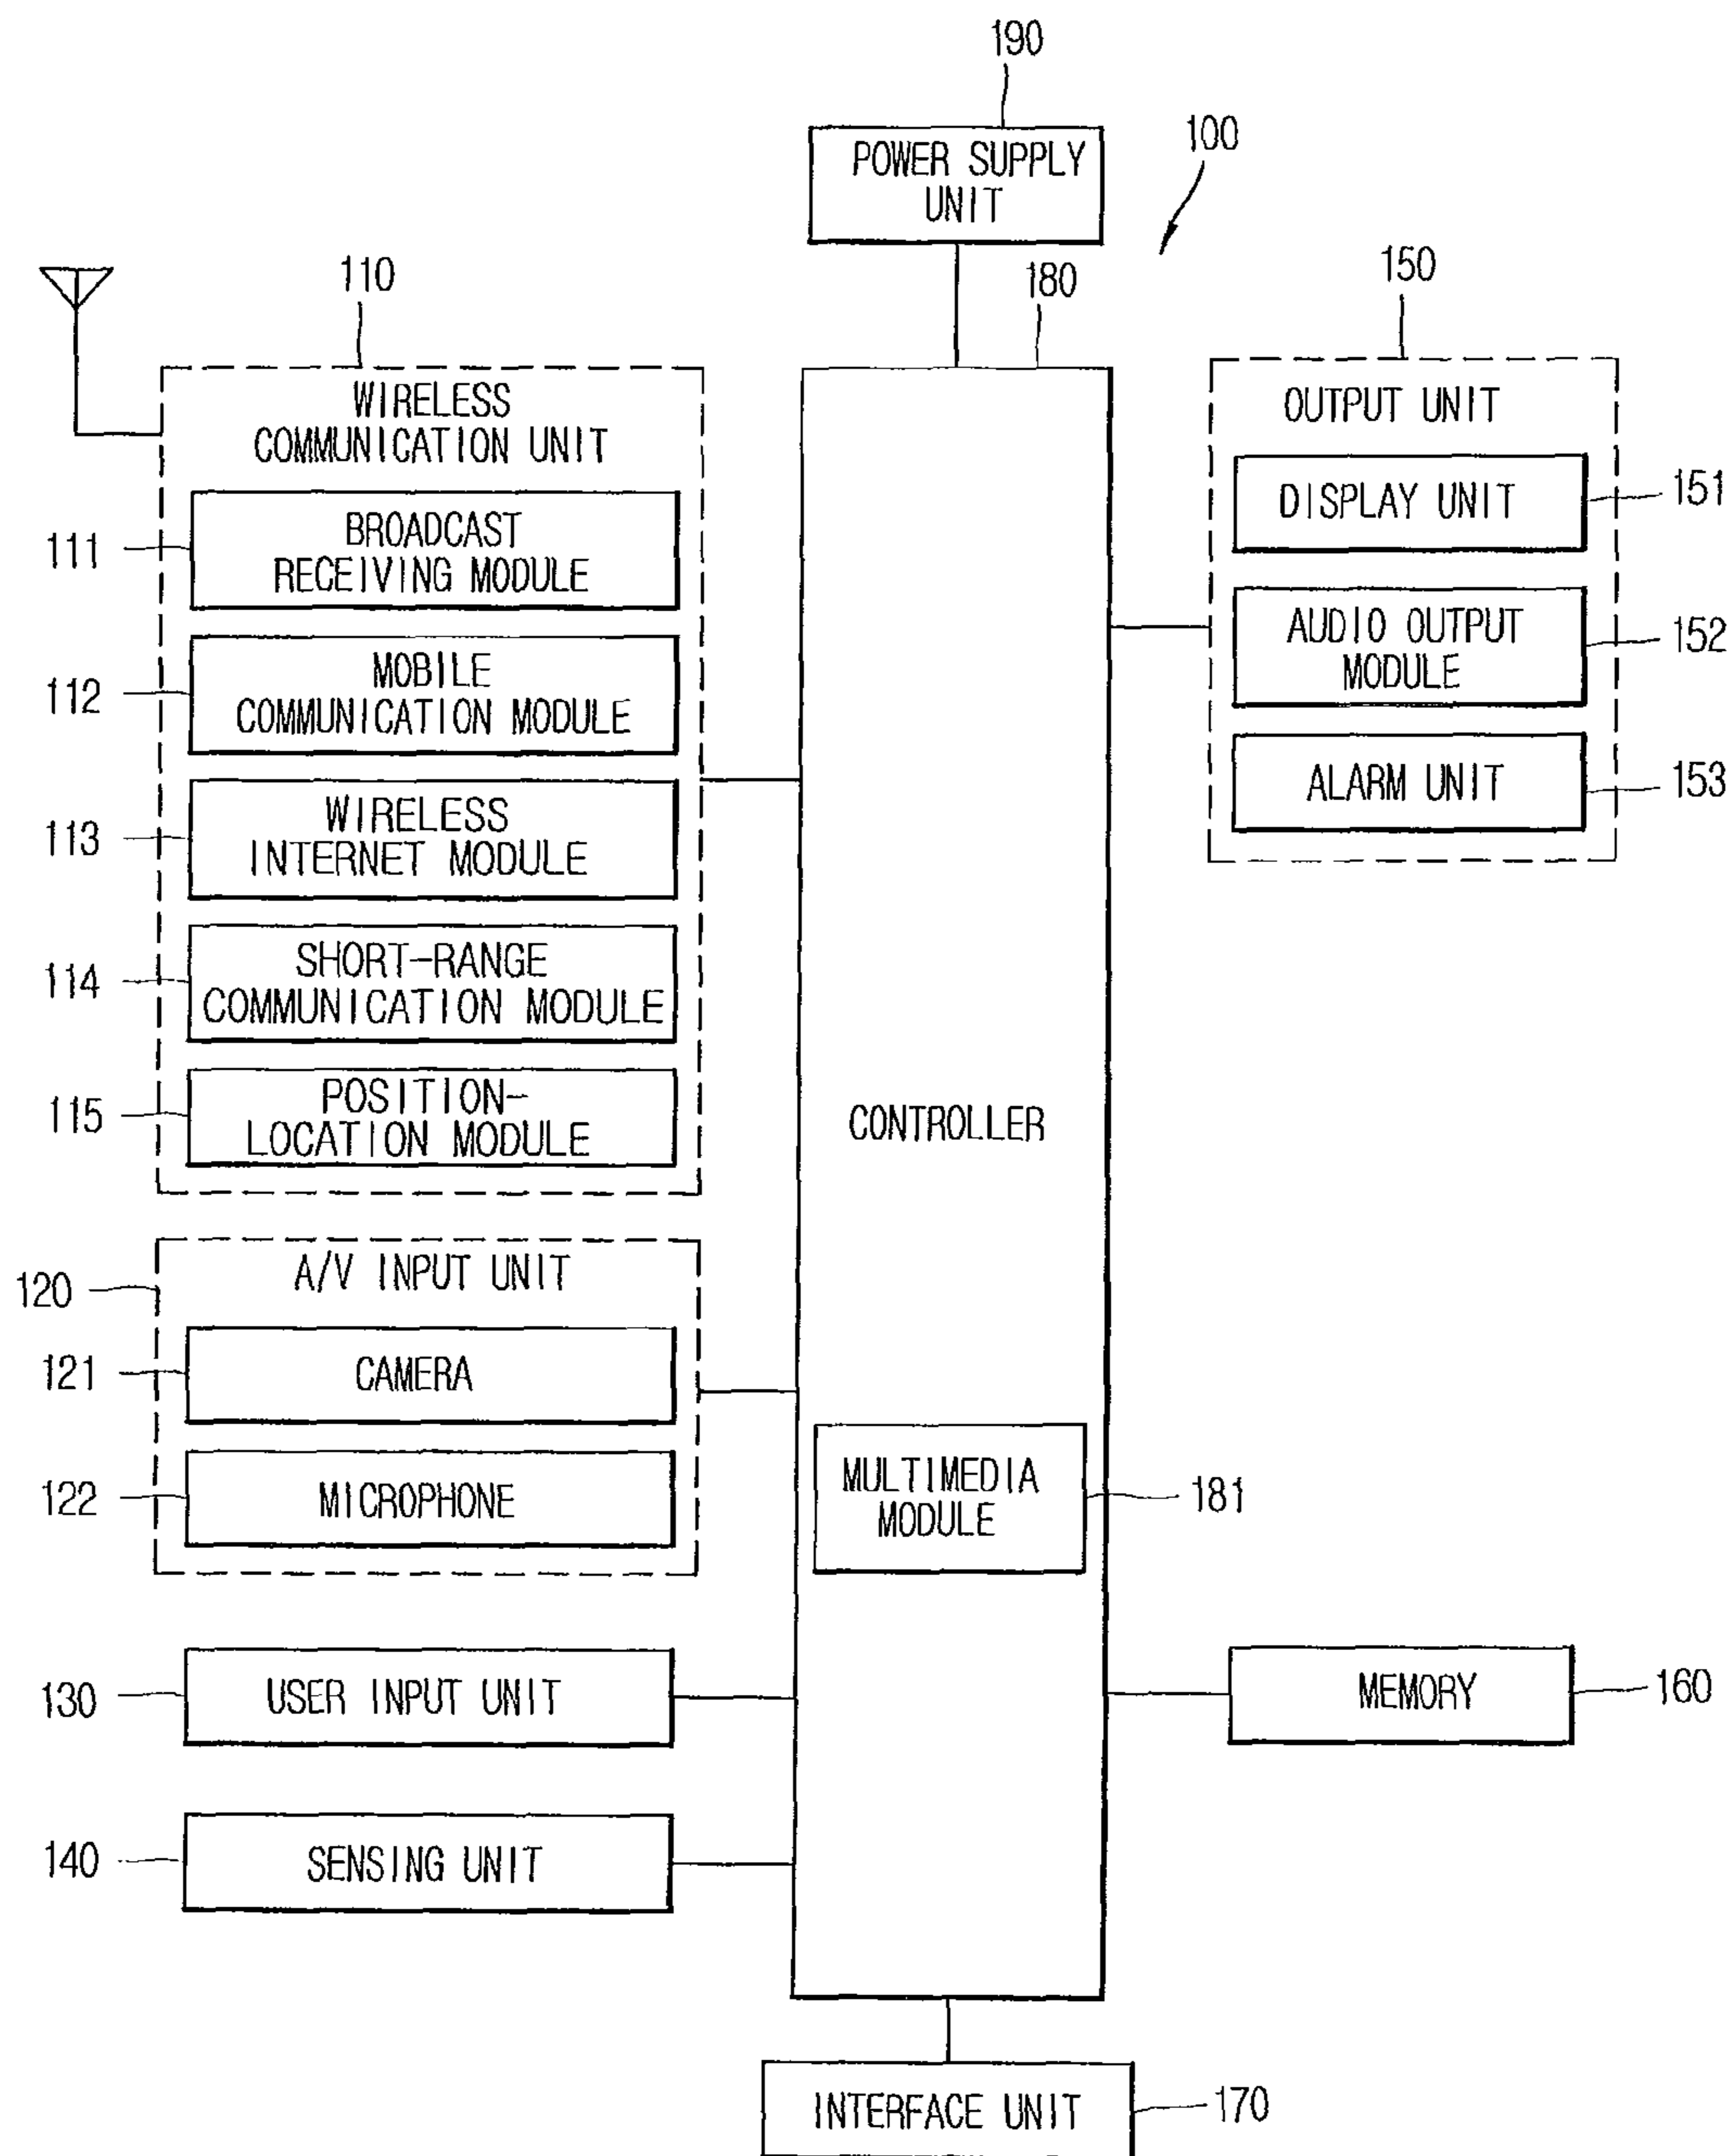 190
POWER SUPPLY
UNIT
100
110
180
150
WIRELESS
COMMUNICATION UNIT
111
BROADCAST
RECEIVING MODULE
112
MOBILE
COMMUNICATION MODULE
113
WIRELESS
INTERNET MODULE
114
SHORT-RANGE
COMMUNICATION MODULE
115
POSITION-
LOCATION MODULE
120
A/V INPUT UNIT
121
CAMERA
122
MICROPHONE
130
USER INPUT UNIT
140
SENSING UNIT
CONTROLLER
MULTIMEDIA
MODULE
181
OUTPUT UNIT
DISPLAY UNIT
151
AUDIO OUTPUT
MODULE
152
ALARM UNIT
153
MEMORY
160
INTERFACE UNIT
170